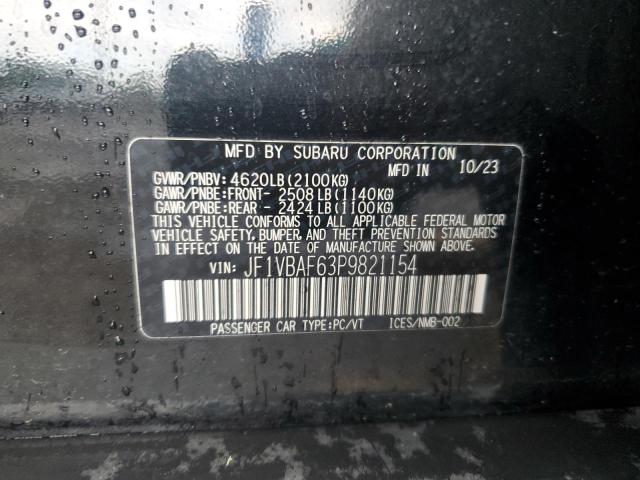 MFD BY SUBARU CORPORATION
MFD IN 10/23
GVWR/PNBV: 4620LB (2100KG)
GAWR/PNBE:FRONT- 2508 LB (1140KG)
GAWR/PNBE:REAR - 2424 LB (1100KG)
THIS VEHICLE CONFORMS TO ALL APPLICABLE FEDERAL MOTOR
VEHICLE SAFETY, BUMPER, AND THEFT PREVENTION STANDARDS
IN EFFECT ON THE DATE OF MANUFACTURE SHOWN ABOVE.
VIN: JF1VBAF63P9821154
PASSENGER CAR TYPE:PC/VT ICES/NMB-002